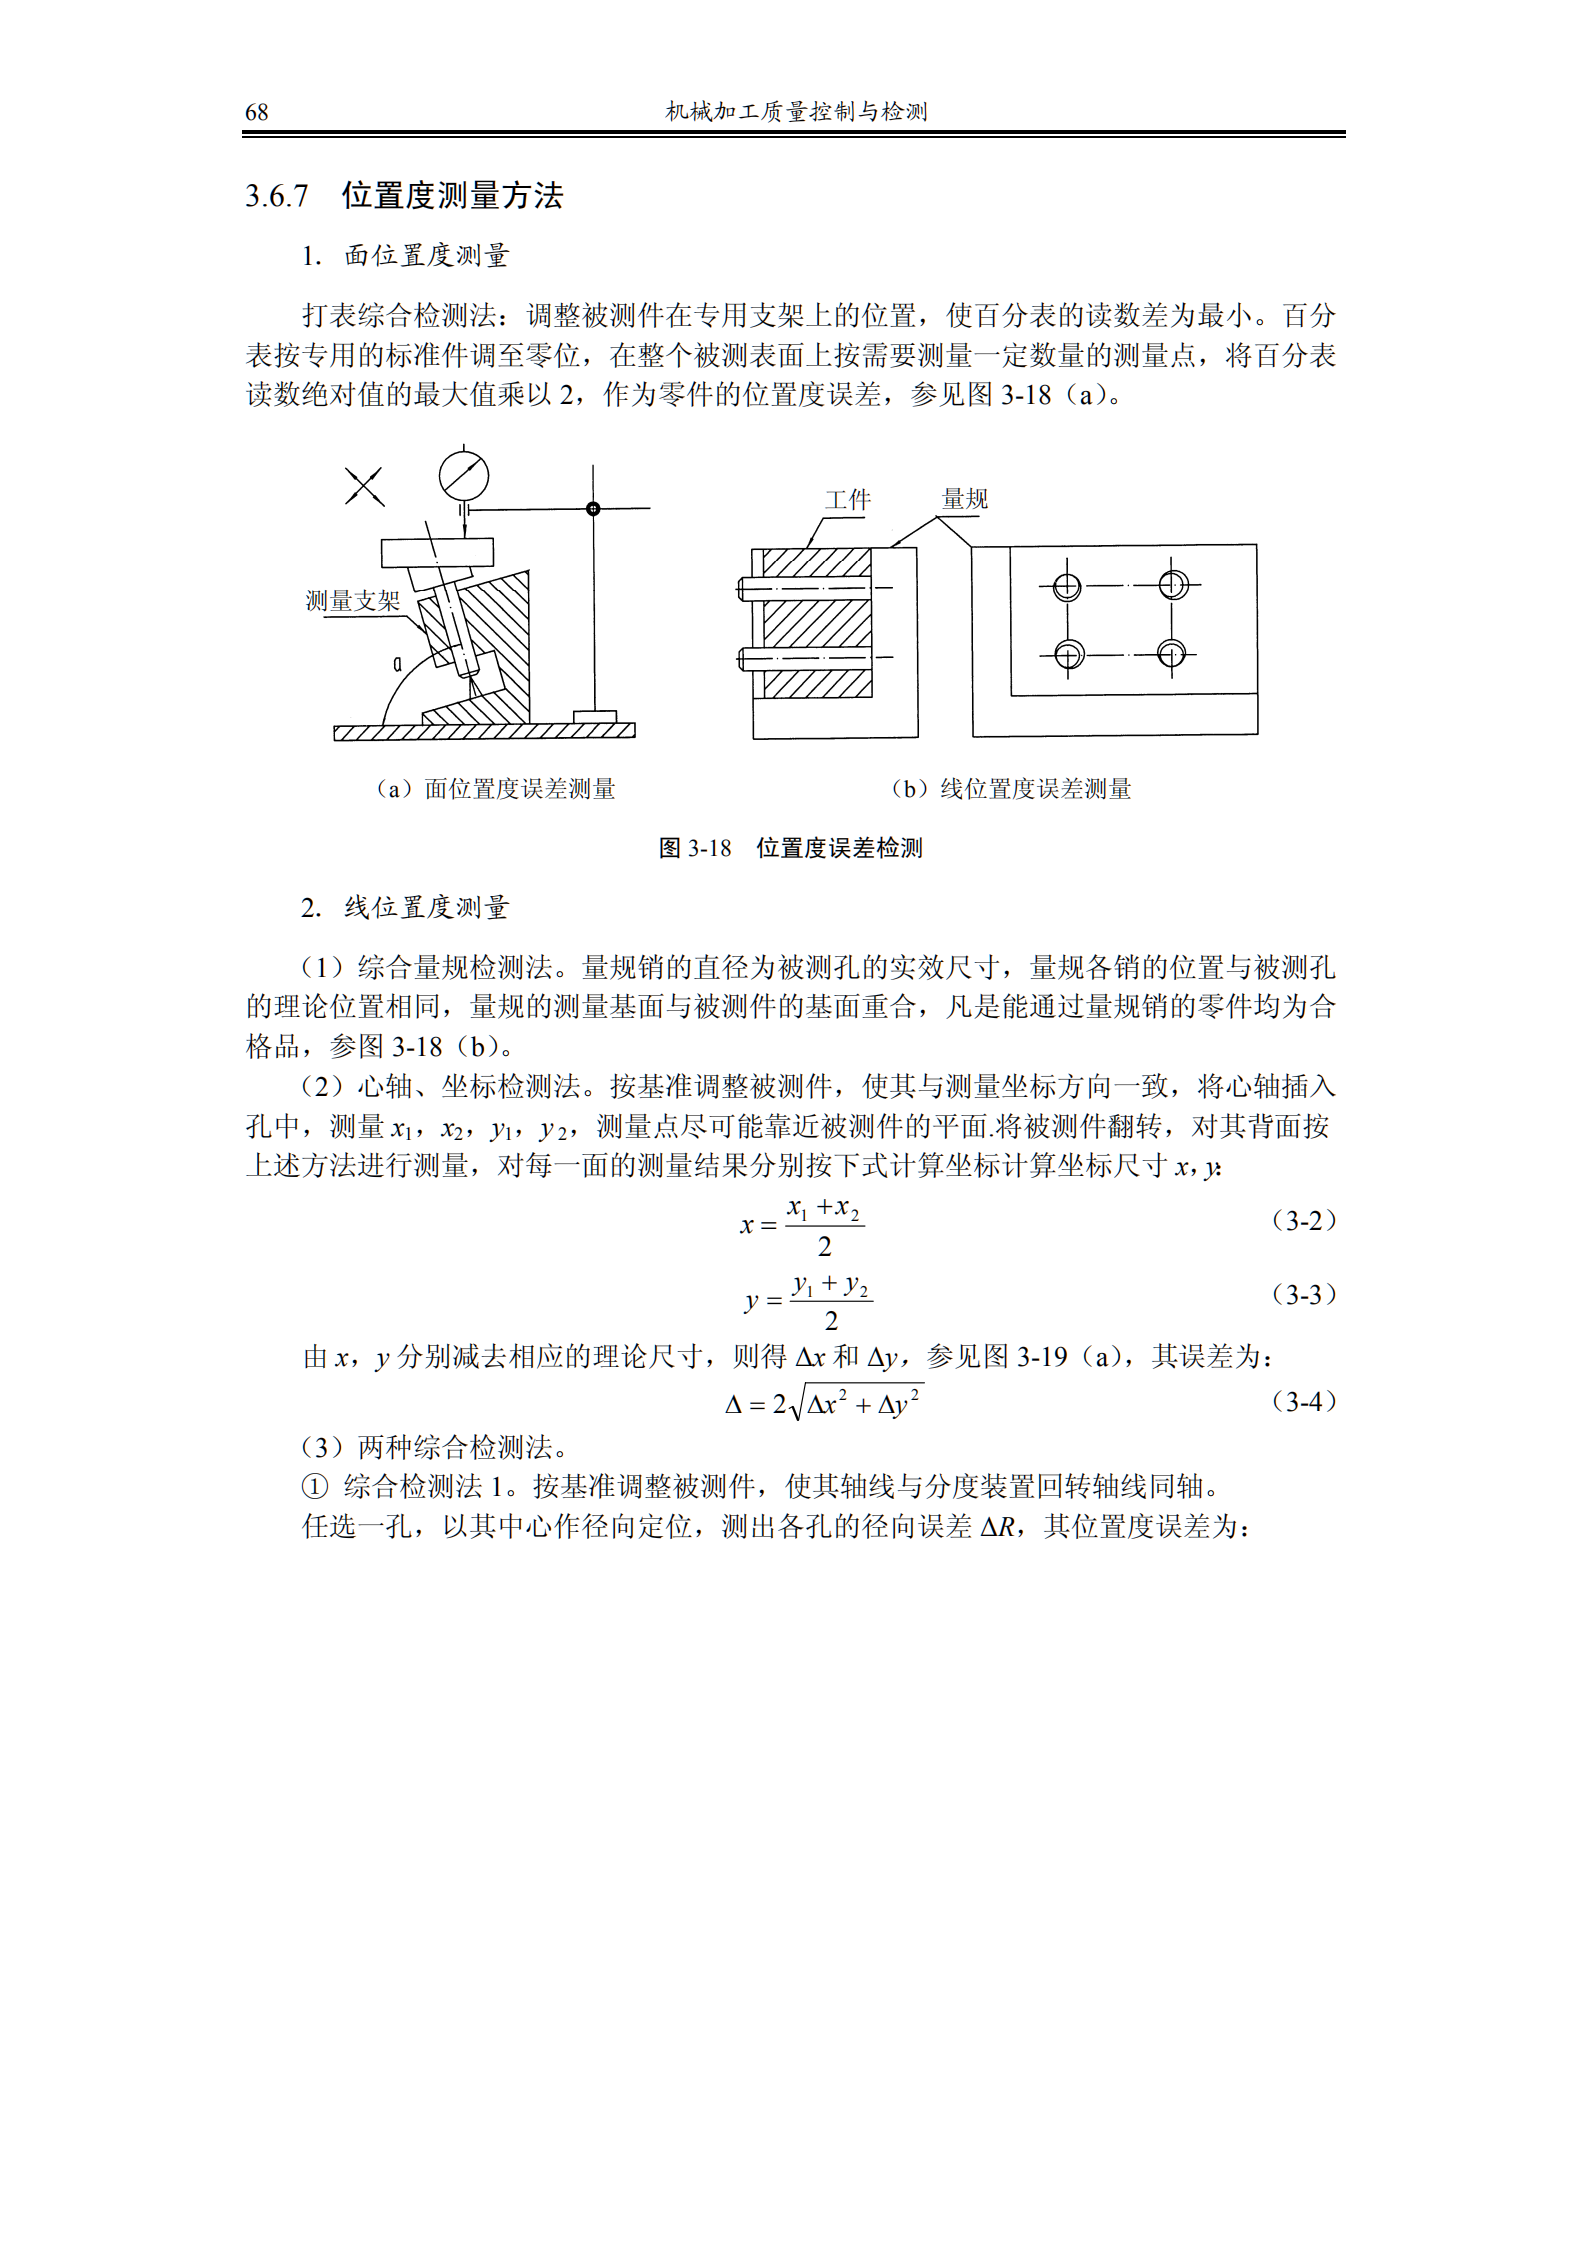 68
机械加工质量控制与检测
3.6.7 位置度测量方法
1. 面位置度测量
打表综合检测法：调整被测件在专用支架上的位置，使百分表的读数差为最小。百分
表按专用的标准件调至零位，在整个被测表面上按需要测量一定数量的测量点，将百分表
读数绝对值的最大值乘以 2，作为零件的位置度误差，参见图 3-18（a）。
工件
量规
测量支架
a
（a）面位置度误差测量
（b）线位置度误差测量
图 3-18 位置度误差检测
2. 线位置度测量
（1）综合量规检测法。量规销的直径为被测孔的实效尺寸，量规各销的位置与被测孔
的理论位置相同，量规的测量基面与被测件的基面重合，凡是能通过量规销的零件均为合
格品，参图 3-18（b）。
（2）心轴、坐标检测法。按基准调整被测件，使其与测量坐标方向一致，将心轴插入
孔中，测量 x₁，x₂，y₁，y₂，测量点尽可能靠近被测件的平面.将被测件翻转，对其背面按
上述方法进行测量，对每一面的测量结果分别按下式计算坐标计算坐标尺寸 x，y：
x = (x₁ + x₂)/2 （3-2）
y = (y₁ + y₂)/2 （3-3）
由 x，y 分别减去相应的理论尺寸，则得 Δx 和 Δy，参见图 3-19（a），其误差为：
Δ = 2√(Δx² + Δy²) （3-4）
（3）两种综合检测法。
① 综合检测法 1。按基准调整被测件，使其轴线与分度装置回转轴线同轴。
任选一孔，以其中心作径向定位，测出各孔的径向误差 ΔR，其位置度误差为：